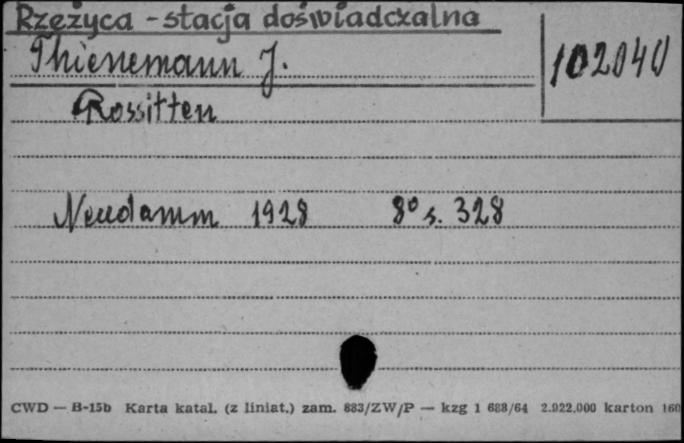 Rzeżyca - stacja doświadczalna
Thienemann J.
102040
Rossitten
Neudamm 1928 8° s. 328
CWD — B-15b Karta katal. (z liniat.) zam. 883/ZW/P — kzg 1 688/64 2.922.000 karton 160